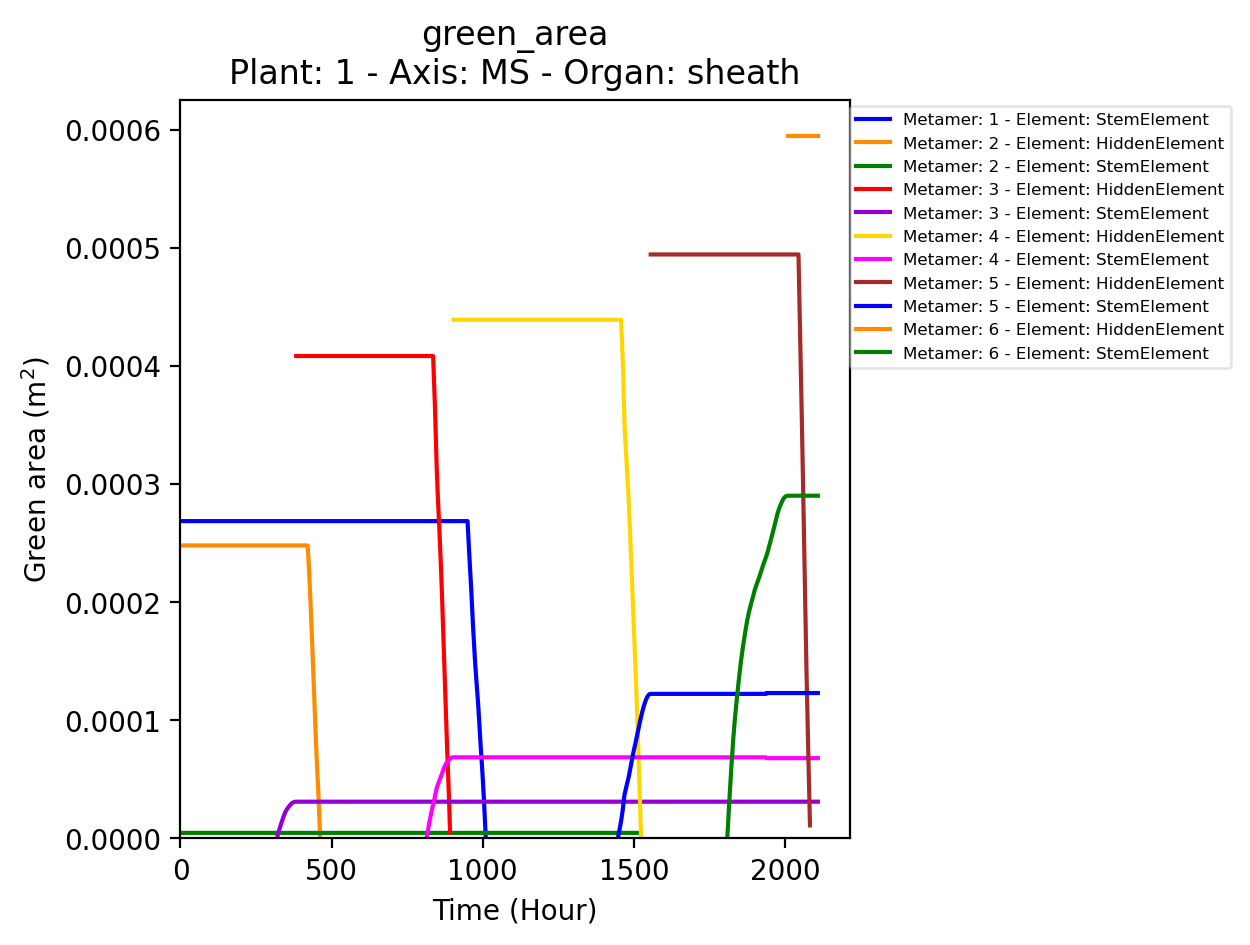 green_area
Plant: 1 - Axis: MS - Organ: sheath
0.0006
0.0005
0.0004
0.0003
0.0002
0.0001
0.0000
Green area (m²)
0 500 1000 1500 2000
Time (Hour)
Metamer: 1 - Element: StemElement
Metamer: 2 - Element: HiddenElement
Metamer: 2 - Element: StemElement
Metamer: 3 - Element: HiddenElement
Metamer: 3 - Element: StemElement
Metamer: 4 - Element: HiddenElement
Metamer: 4 - Element: StemElement
Metamer: 5 - Element: HiddenElement
Metamer: 5 - Element: StemElement
Metamer: 6 - Element: HiddenElement
Metamer: 6 - Element: StemElement